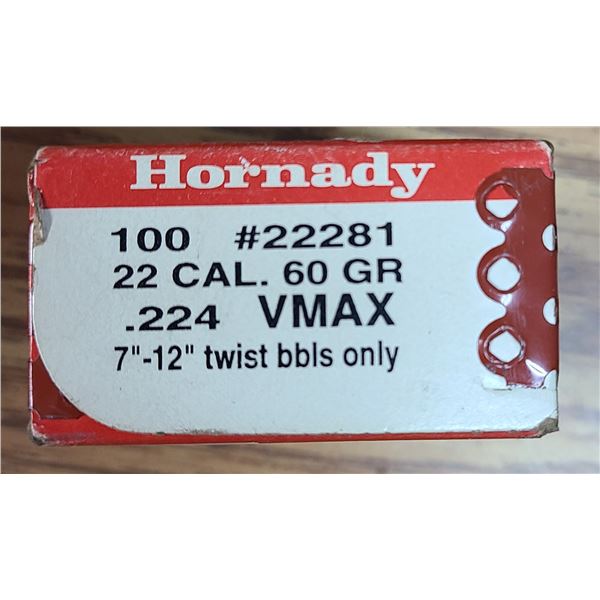 Hornady
100 #22281
22 CAL. 60 GR
.224 VMAX
7"-12" twist bbls only